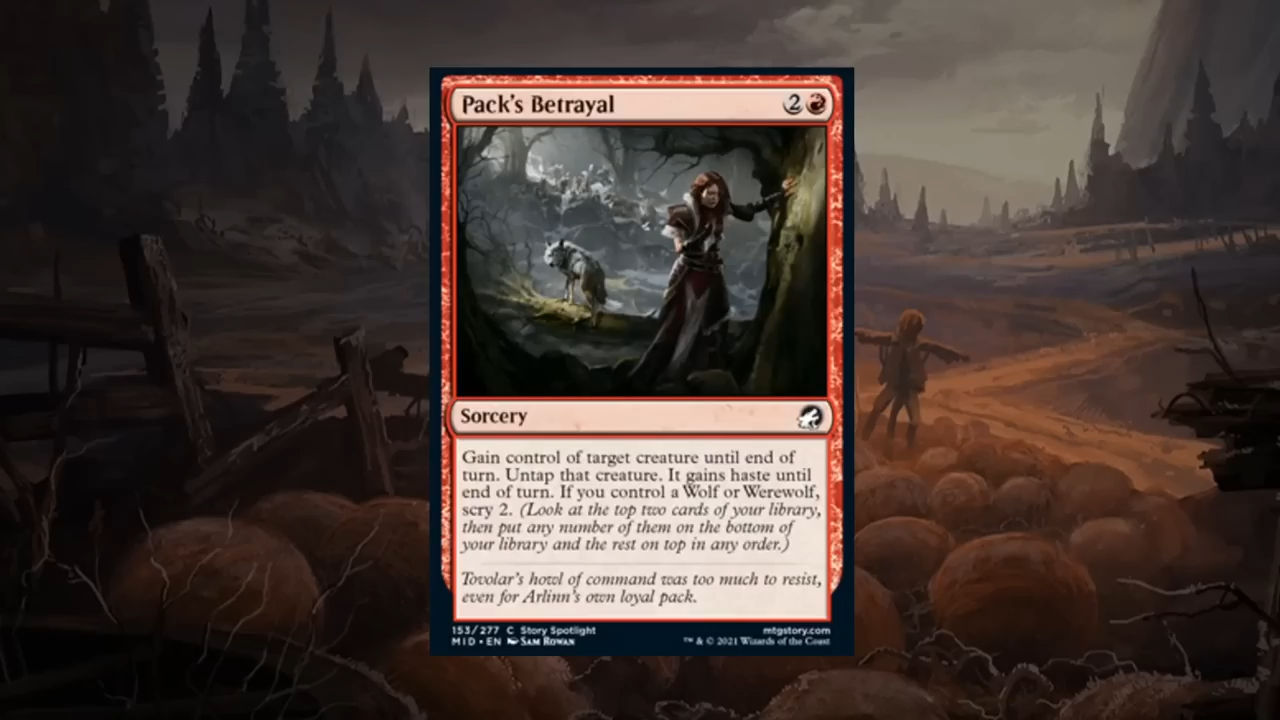 Pack's Betrayal 2
Sorcery
Gain control of target creature until end of
turn. Untap that creature. It gains haste until
end of turn. If you control a Wolf or Werewolf,
scry 2. (Look at the top two cards of your library,
then put any number of them on the bottom of
your library and the rest on top in any order.)
Tovolar's howl of command was too much to resist,
even for Arlinn's own loyal pack.
153/277 C Story Spotlight mtgstory.com
MID • EN Sam Rowan ™ & © 2021 Wizards of the Coast